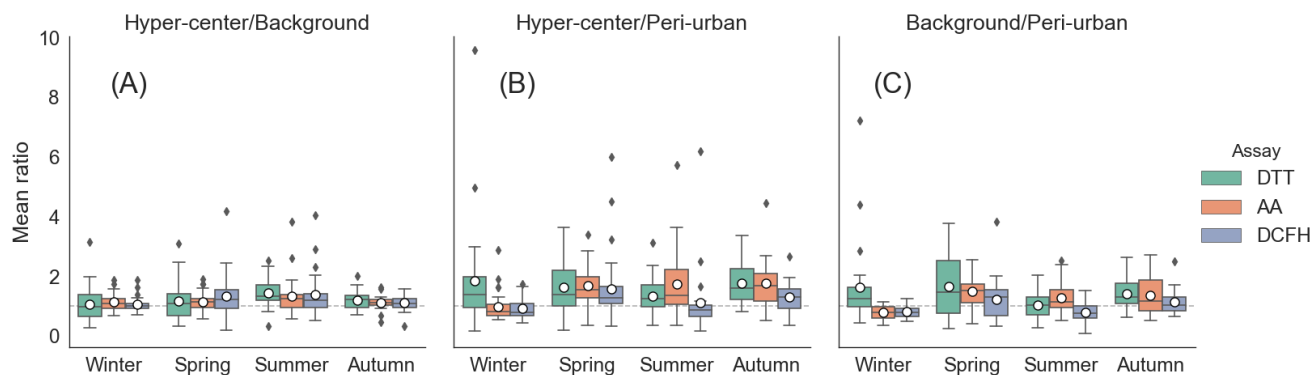 Hyper-center/Background
Hyper-center/Peri-urban
Background/Peri-urban
Mean ratio
10
8
6
4
2
0
(A)
(B)
(C)
Winter Spring Summer Autumn
Winter Spring Summer Autumn
Winter Spring Summer Autumn
Assay
DTT
AA
DCFH